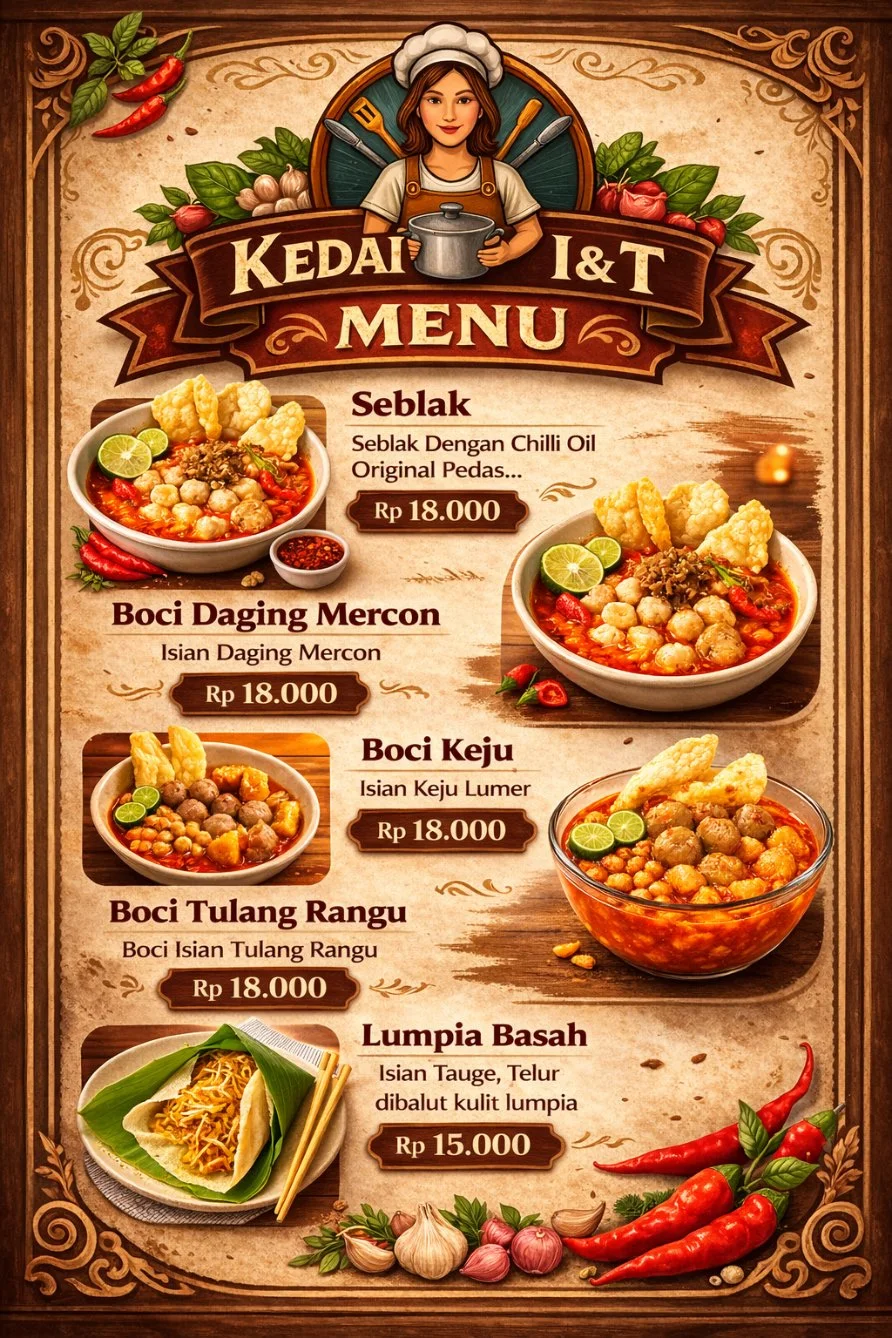 KEDAI I&T
MENU
Seblak
Seblak Dengan Chilli Oil
Original Pedas...
Rp 18.000
Boci Daging Mercon
Isian Daging Mercon
Rp 18.000
Boci Keju
Isian Keju Lumer
Rp 18.000
Boci Tulang Rangu
Boci Isian Tulang Rangu
Rp 18.000
Lumpia Basah
Isian Tauge, Telur
dibalut kulit lumpia
Rp 15.000